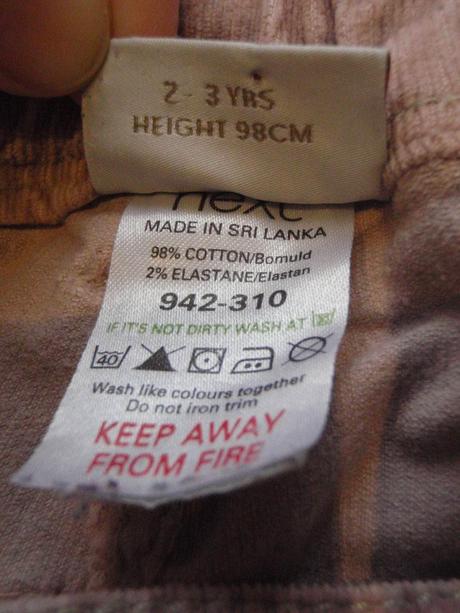 2-3 YRS
HEIGHT 98CM
next
MADE IN SRI LANKA
98% COTTON/Bomuld
2% ELASTANE/Elastan
942-310
IF IT'S NOT DIRTY WASH AT 30
40
Wash like colours together
Do not iron trim
KEEP AWAY
FROM FIRE